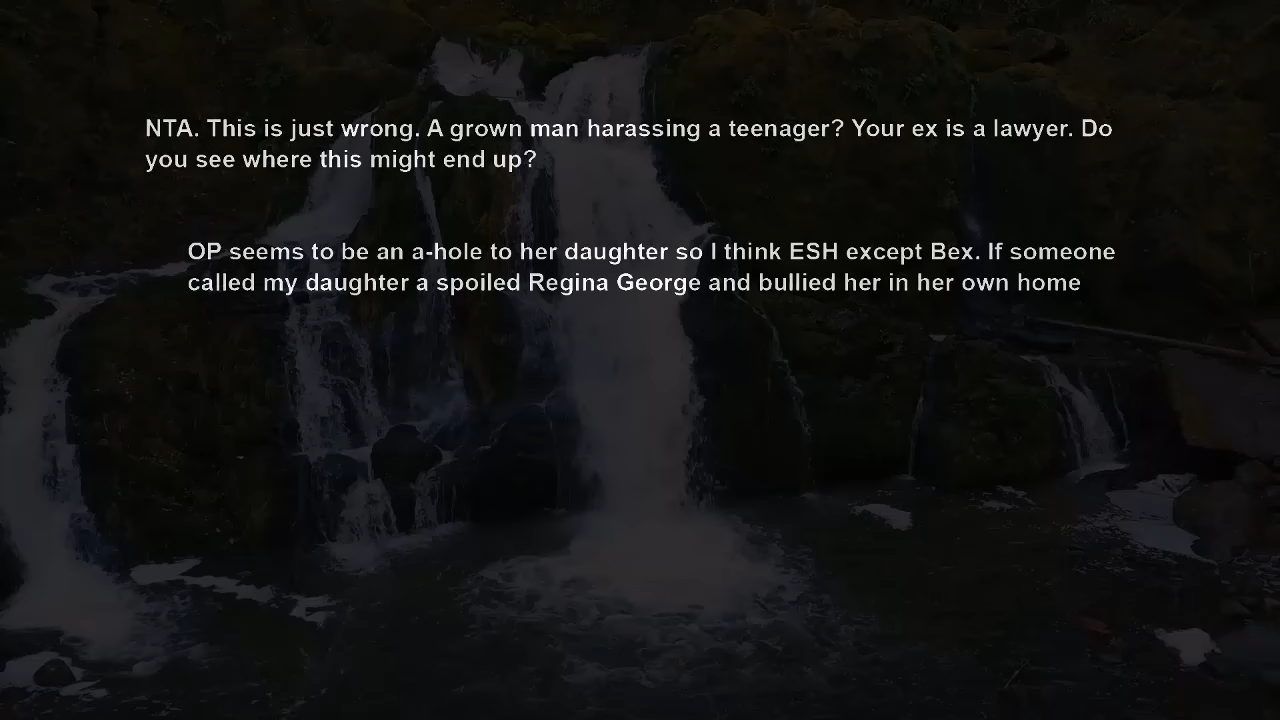 NTA. This is just wrong. A grown man harassing a teenager? Your ex is a lawyer. Do
you see where this might end up?
OP seems to be an a-hole to her daughter so I think ESH except Bex. If someone
called my daughter a spoiled Regina George and bullied her in her own home